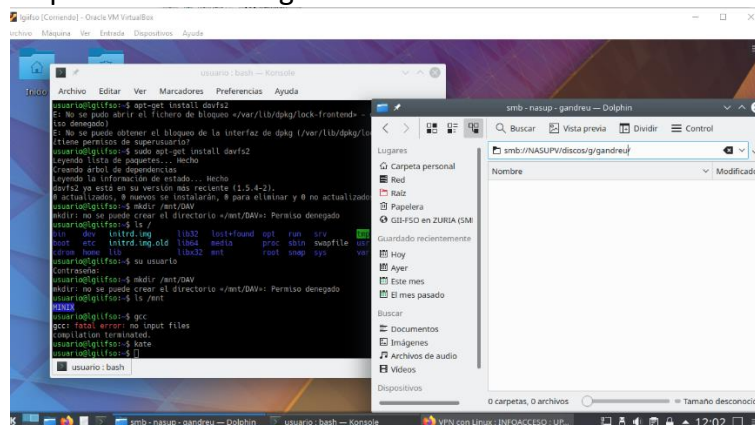 lgiifso [Corriendo] - Oracle VM VirtualBox
Archivo Máquina Ver Entrada Dispositivos Ayuda
Inicio
usuario : bash — Konsole
Archivo Editar Ver Marcadores Preferencias Ayuda
usuario@lgiifso:~$ apt-get install davfs2
E: No se pudo abrir el fichero de bloqueo «/var/lib/dpkg/lock-frontend» -
iso denegado)
E: No se puede obtener el bloqueo de la interfaz de dpkg (/var/lib/dpkg/lo
¿tiene permisos de superusuario?
usuario@lgiifso:~$ sudo apt-get install davfs2
Leyendo lista de paquetes... Hecho
Creando árbol de dependencias
Leyendo la información de estado... Hecho
davfs2 ya está en su versión más reciente (1.5.4-2).
0 actualizados, 0 nuevos se instalarán, 0 para eliminar y 0 no actualizado
usuario@lgiifso:~$ mkdir /mnt/DAV
mkdir: no se puede crear el directorio «/mnt/DAV»: Permiso denegado
usuario@lgiifso:~$ ls /
bin dev initrd.img lib32 lost+found opt run srv
boot etc initrd.img.old lib64 media proc sbin swapfile usr
cdrom home lib libx32 mnt root snap sys var
usuario@lgiifso:~$ su usuario
Contraseña:
usuario@lgiifso:~$ mkdir /mnt/DAV
mkdir: no se puede crear el directorio «/mnt/DAV»: Permiso denegado
usuario@lgiifso:~$ ls /mnt
MINIX
usuario@lgiifso:~$ gcc
gcc: fatal error: no input files
compilation terminated.
usuario@lgiifso:~$ kate
usuario@lgiifso:~$
usuario : bash
smb - nasup - gandreu — Dolphin
Buscar Vista previa Dividir Control
Lugares
Carpeta personal
Red
Raíz
Papelera
GII-FSO en ZURIA (SMI
Guardado recientemente
Hoy
Ayer
Este mes
El mes pasado
Buscar
Documentos
Imágenes
Archivos de audio
Vídeos
Dispositivos
smb://NASUPV/discos/g/gandreu/
Nombre Modificado
0 carpetas, 0 archivos Tamaño desconocid
smb - nasup - gandreu — Dolphin usuario : bash — Konsole VPN con Linux : INFOACCESO : UP... 12:02